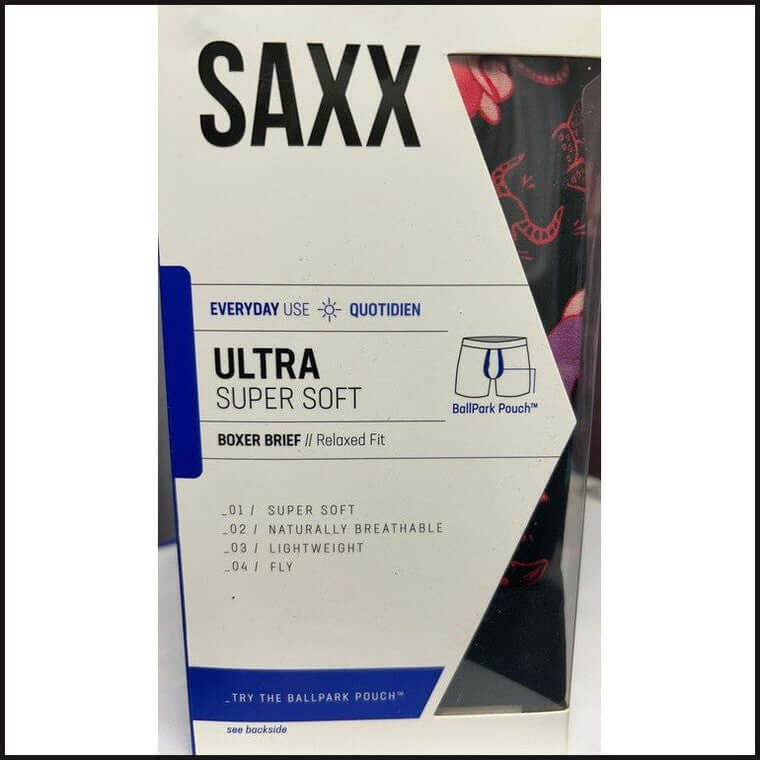 SAXX
EVERYDAY USE QUOTIDIEN
ULTRA
SUPER SOFT
BallPark Pouch™
BOXER BRIEF // Relaxed Fit
_01 / SUPER SOFT
_02 / NATURALLY BREATHABLE
_03 / LIGHTWEIGHT
_04 / FLY
_TRY THE BALLPARK POUCH™
see backside